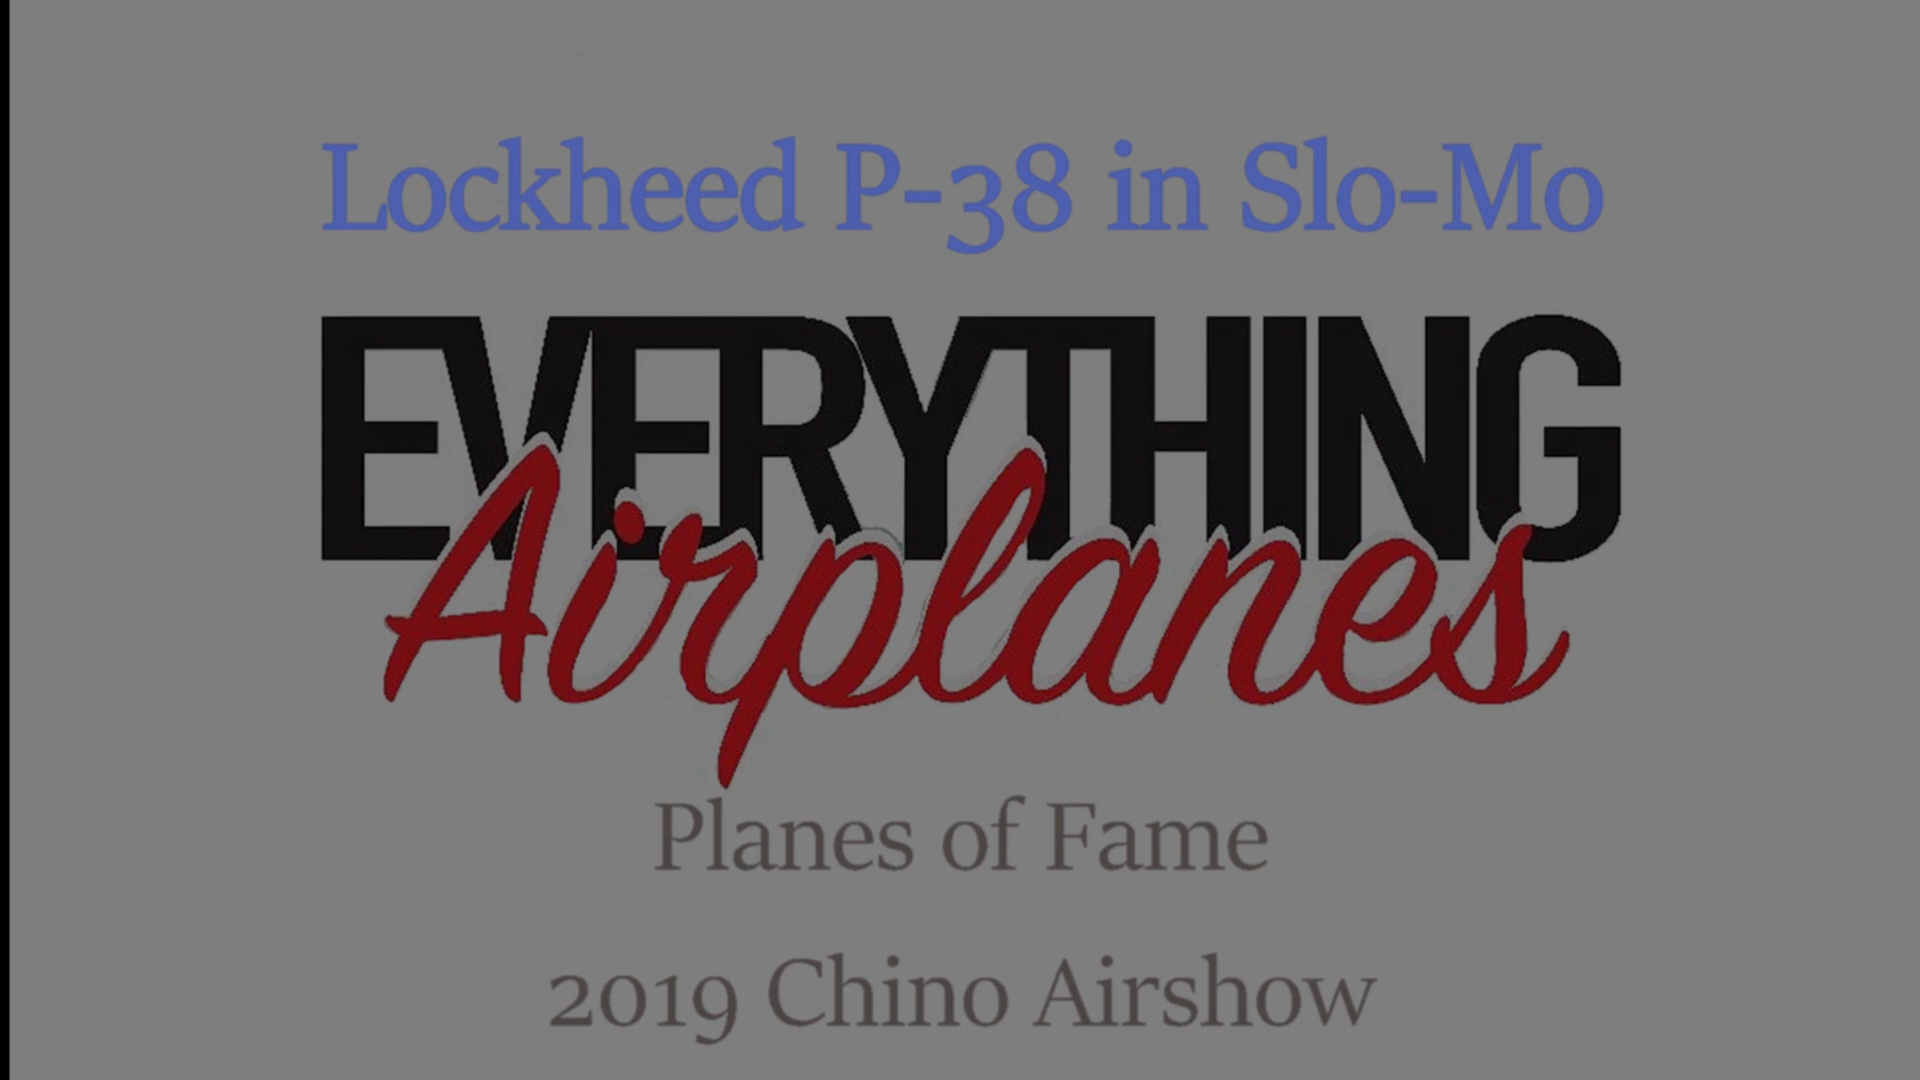 Lockheed P-38 in Slo-Mo
EVERYTHING
Airplanes
Planes of Fame
2019 Chino Airshow